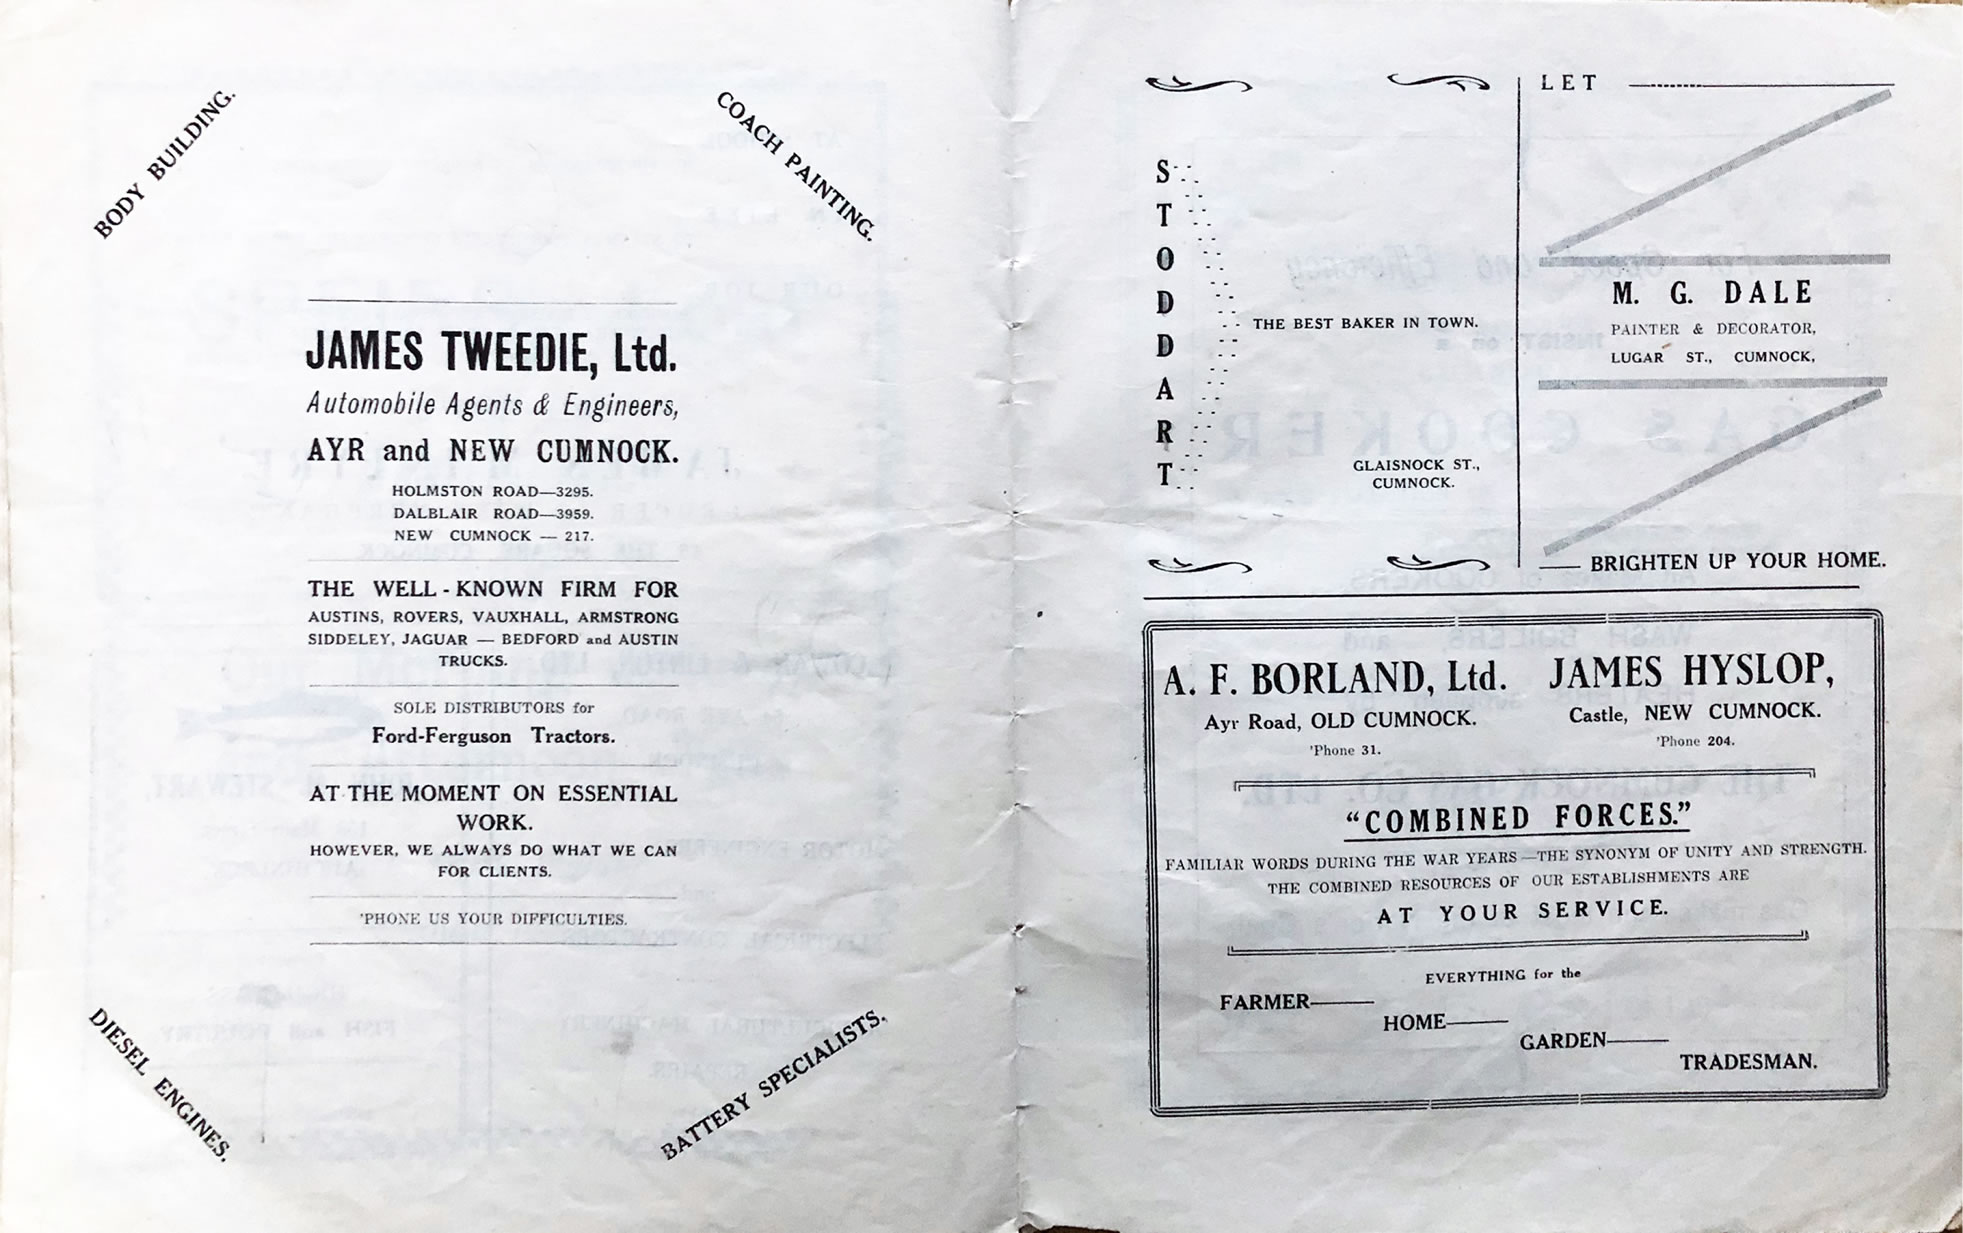 BODY BUILDING.
COACH PAINTING.
JAMES TWEEDIE, Ltd.
Automobile Agents & Engineers,
AYR and NEW CUMNOCK.
HOLMSTON ROAD—3295.
DALBLAIR ROAD—3959.
NEW CUMNOCK — 217.
THE WELL-KNOWN FIRM FOR
AUSTINS, ROVERS, VAUXHALL, ARMSTRONG
SIDDELEY, JAGUAR — BEDFORD and AUSTIN
TRUCKS.
SOLE DISTRIBUTORS for
Ford-Ferguson Tractors.
AT THE MOMENT ON ESSENTIAL
WORK.
HOWEVER, WE ALWAYS DO WHAT WE CAN
FOR CLIENTS.
'PHONE US YOUR DIFFICULTIES.
DIESEL ENGINES.
BATTERY SPECIALISTS.
STODDART
THE BEST BAKER IN TOWN.
GLAISNOCK ST.,
CUMNOCK.
LET
M. G. DALE
PAINTER & DECORATOR,
LUGAR ST., CUMNOCK,
— BRIGHTEN UP YOUR HOME.
A. F. BORLAND, Ltd.
Ayr Road, OLD CUMNOCK.
'Phone 31.
JAMES HYSLOP,
Castle, NEW CUMNOCK.
'Phone 204.
"COMBINED FORCES."
FAMILIAR WORDS DURING THE WAR YEARS—THE SYNONYM OF UNITY AND STRENGTH.
THE COMBINED RESOURCES OF OUR ESTABLISHMENTS ARE
AT YOUR SERVICE.
EVERYTHING for the
FARMER—
HOME—
GARDEN—
TRADESMAN.